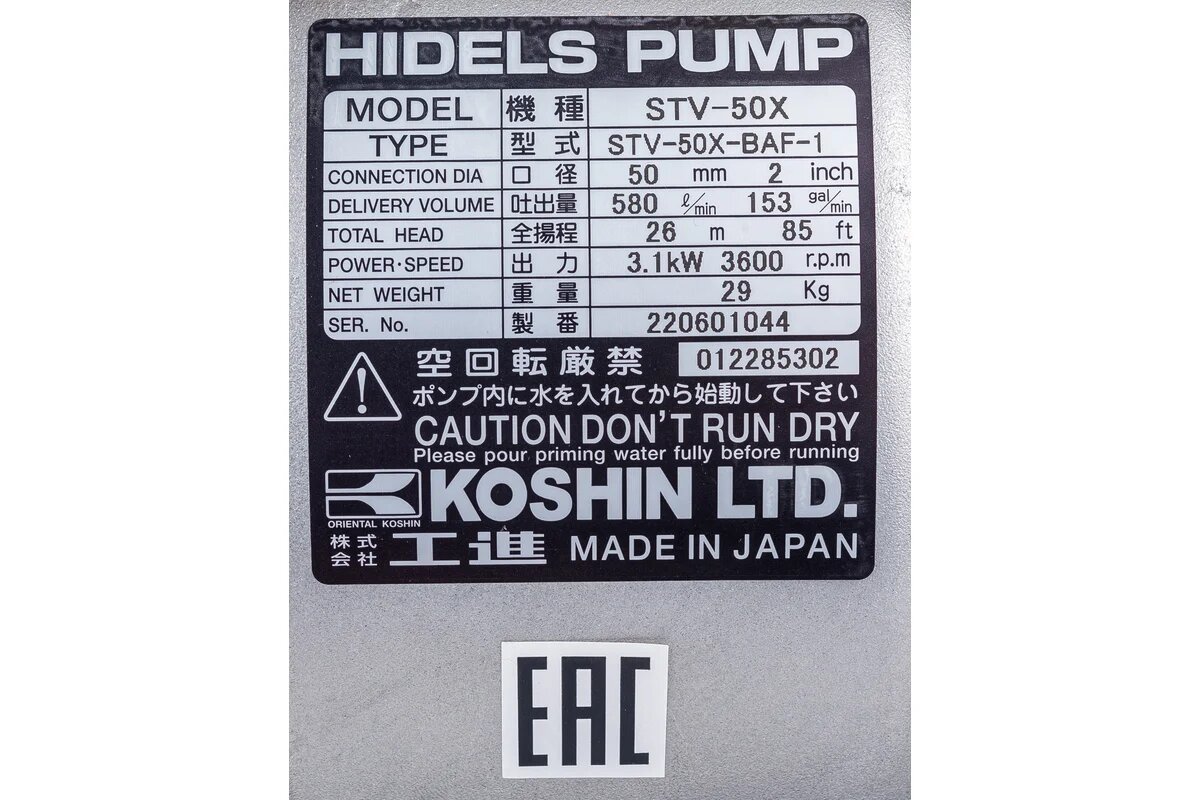 HIDELS PUMP
MODEL 機種 STV-50X
TYPE 型式 STV-50X-BAF-1
CONNECTION DIA 口径 50 mm 2 inch
DELIVERY VOLUME 吐出量 580 ℓ/min 153 gal/min
TOTAL HEAD 全揚程 26 m 85 ft
POWER・SPEED 出力 3.1kW 3600 r.p.m
NET WEIGHT 重量 29 Kg
SER. No. 製番 220601044
空回転厳禁 012285302
ポンプ内に水を入れてから始動して下さい
CAUTION DON'T RUN DRY
Please pour priming water fully before running
KOSHIN LTD.
ORIENTAL KOSHIN
株式会社 工進 MADE IN JAPAN
EAC